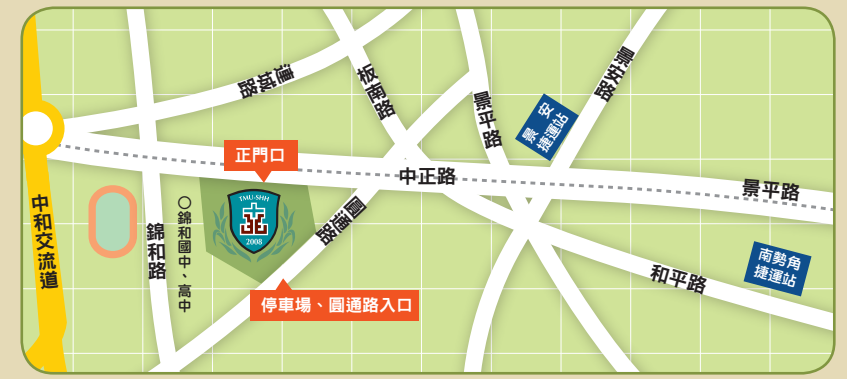 連城路
板南路
景平路
景安路
景安
捷運站
正門口
中正路
景平路
TMU-SHH
2008
中和交流道
錦和路
〇錦和國中、高中
圓通路
南勢角
捷運站
和平路
停車場、圓通路入口